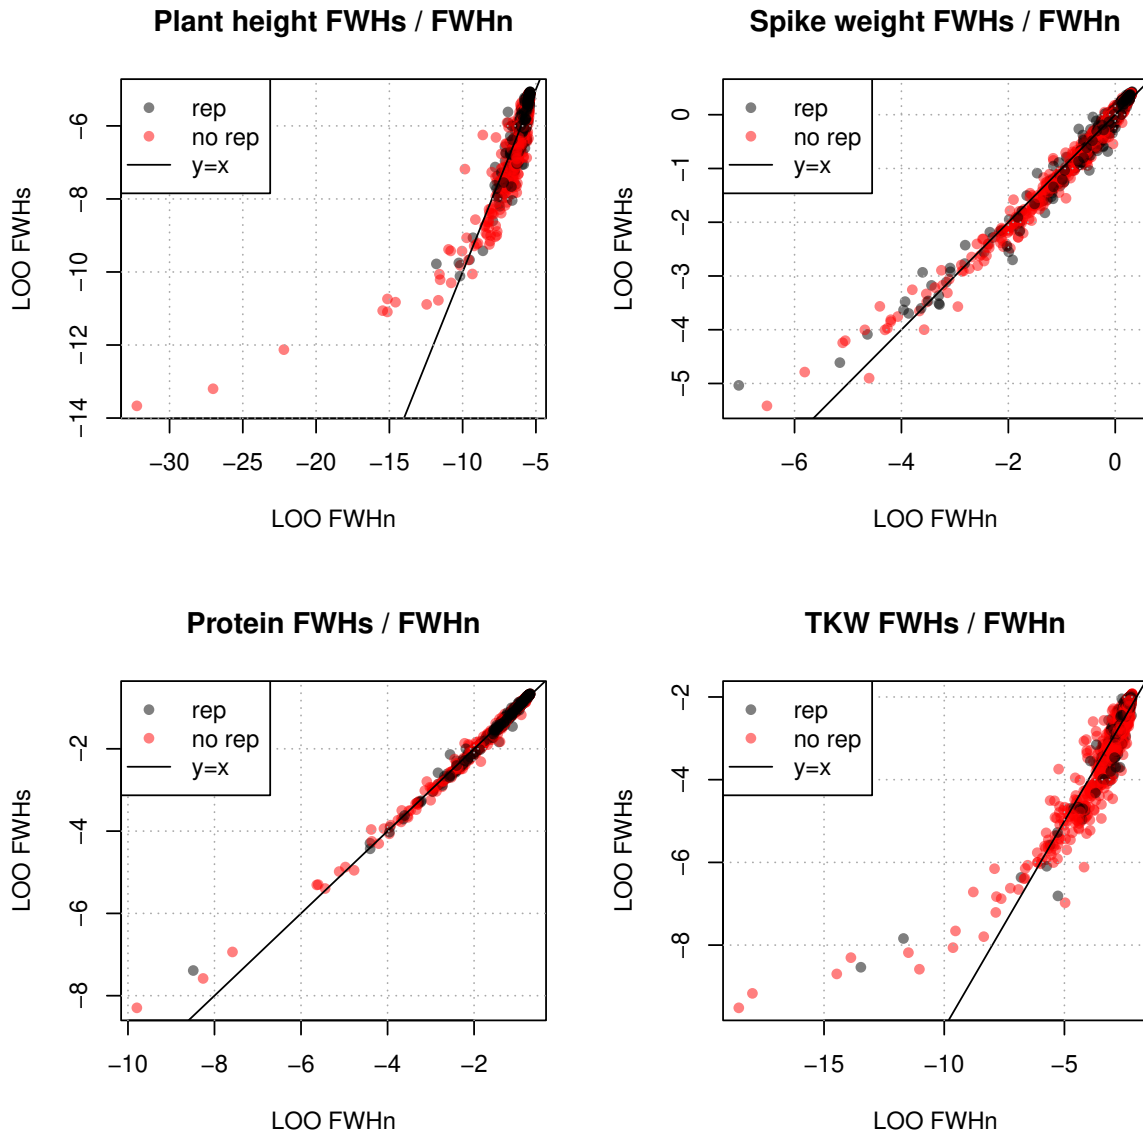 Plant height FWHs / FWHn
rep
no rep
y=x
LOO FWHs
−6
−8
−10
−12
−14
−30
−25
−20
−15
−10
−5
LOO FWHn
Spike weight FWHs / FWHn
rep
no rep
y=x
LOO FWHs
0
−1
−2
−3
−4
−5
−6
−4
−2
0
LOO FWHn
Protein FWHs / FWHn
rep
no rep
y=x
LOO FWHs
−2
−4
−6
−8
−10
−8
−6
−4
−2
LOO FWHn
TKW FWHs / FWHn
rep
no rep
y=x
LOO FWHs
−2
−4
−6
−8
−15
−10
−5
LOO FWHn